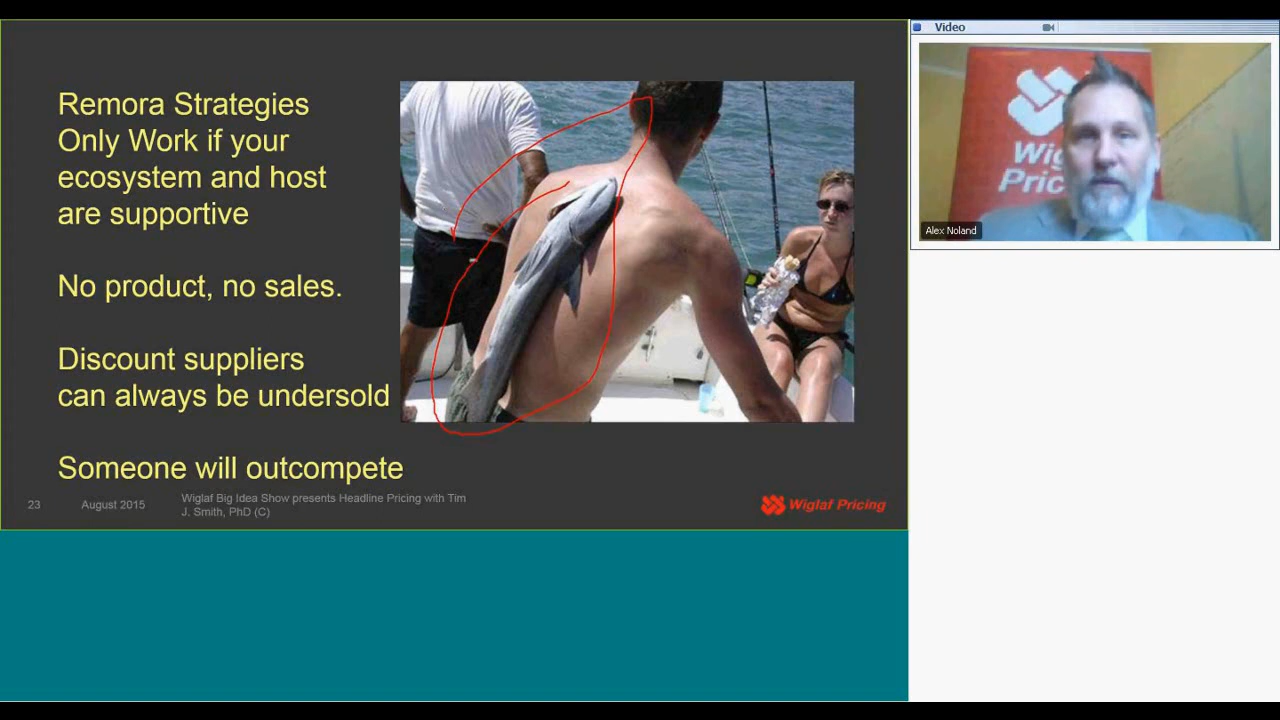 Remora Strategies
Only Work if your
ecosystem and host
are supportive
No product, no sales.
Discount suppliers
can always be undersold
Someone will outcompete
23
August 2015
Wiglaf Big Idea Show presents Headline Pricing with Tim
J. Smith, PhD (C)
Wiglaf Pricing
Video
Alex Noland